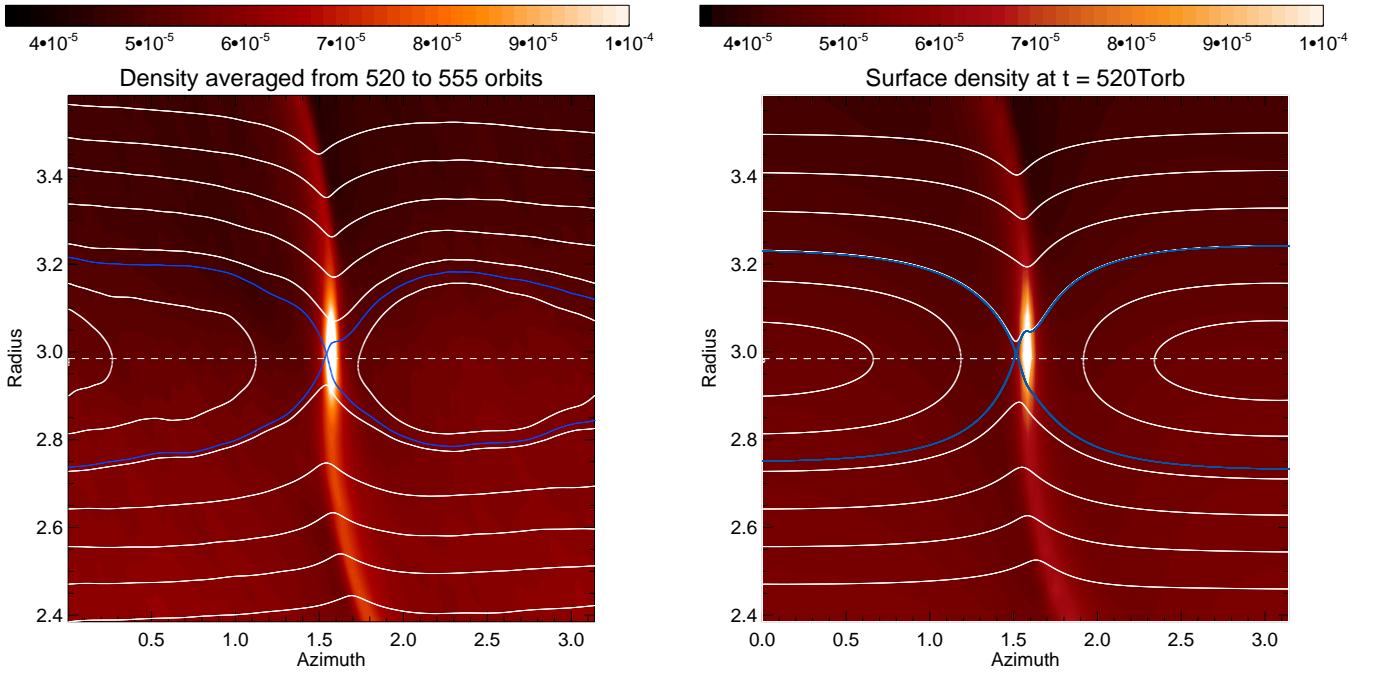 4•10⁻⁵ 5•10⁻⁵ 6•10⁻⁵ 7•10⁻⁵ 8•10⁻⁵ 9•10⁻⁵ 1•10⁻⁴
Density averaged from 520 to 555 orbits
Radius
3.4
3.2
3.0
2.8
2.6
2.4
0.5 1.0 1.5 2.0 2.5 3.0
Azimuth
4•10⁻⁵ 5•10⁻⁵ 6•10⁻⁵ 7•10⁻⁵ 8•10⁻⁵ 9•10⁻⁵ 1•10⁻⁴
Surface density at t = 520Torb
Radius
3.4
3.2
3.0
2.8
2.6
2.4
0.0 0.5 1.0 1.5 2.0 2.5 3.0
Azimuth